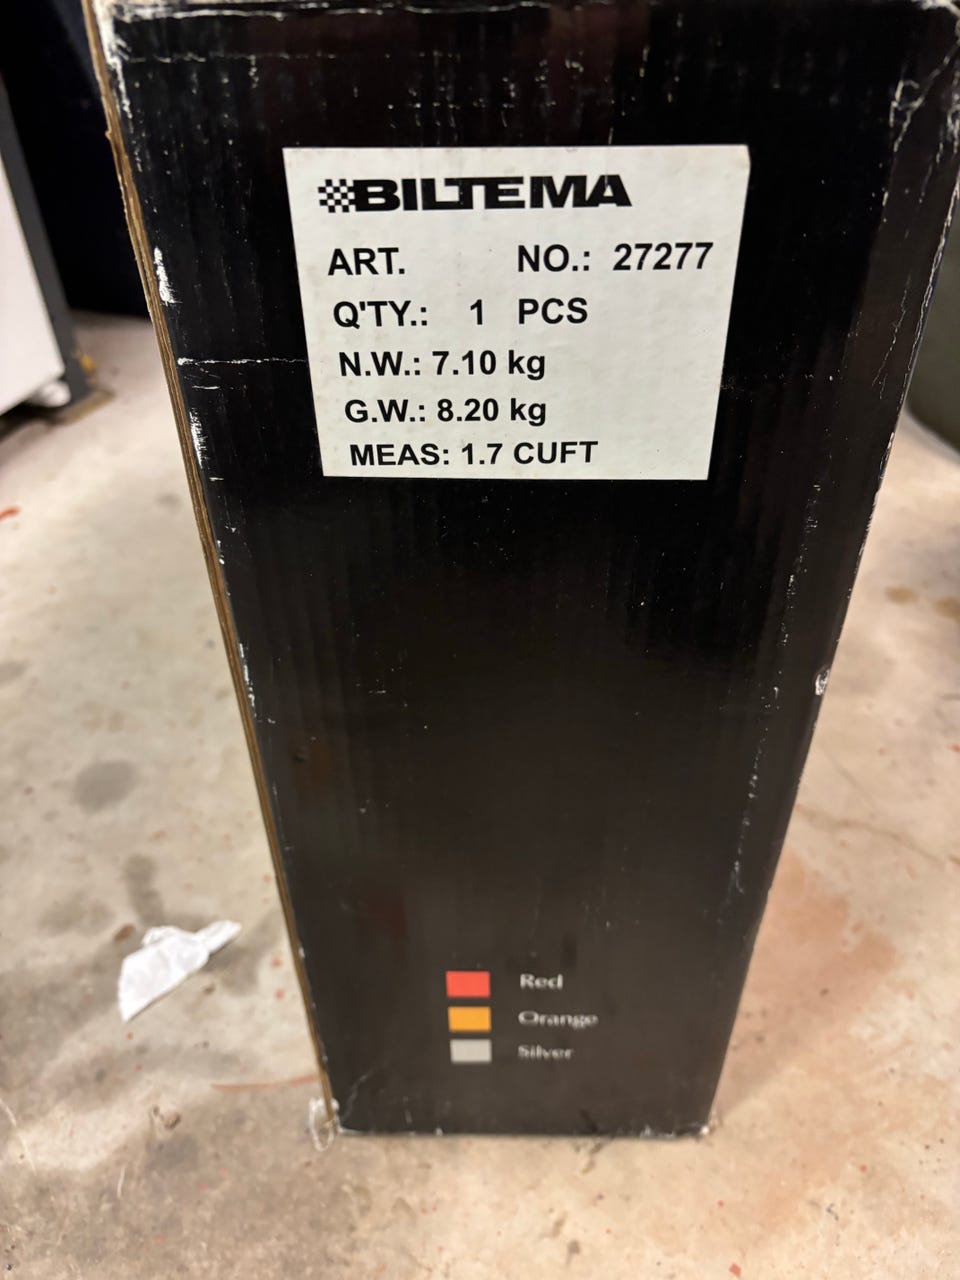 BILTEMA
ART. NO.: 27277
Q'TY.: 1 PCS
N.W.: 7.10 kg
G.W.: 8.20 kg
MEAS: 1.7 CUFT
Red
Orange
Silver